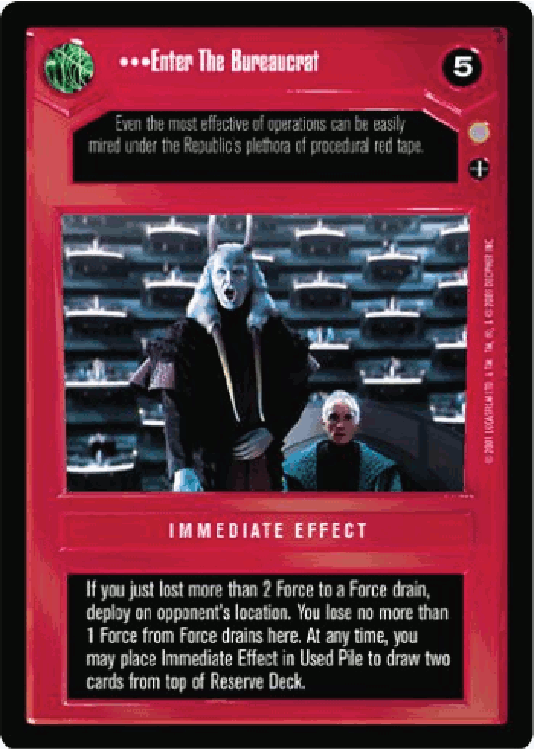 •••Enter The Bureaucrat
5
Even the most effective of operations can be easily
mired under the Republic's plethora of procedural red tape.
IMMEDIATE EFFECT
If you just lost more than 2 Force to a Force drain,
deploy on opponent's location. You lose no more than
1 Force from Force drains here. At any time, you
may place Immediate Effect in Used Pile to draw two
cards from top of Reserve Deck.